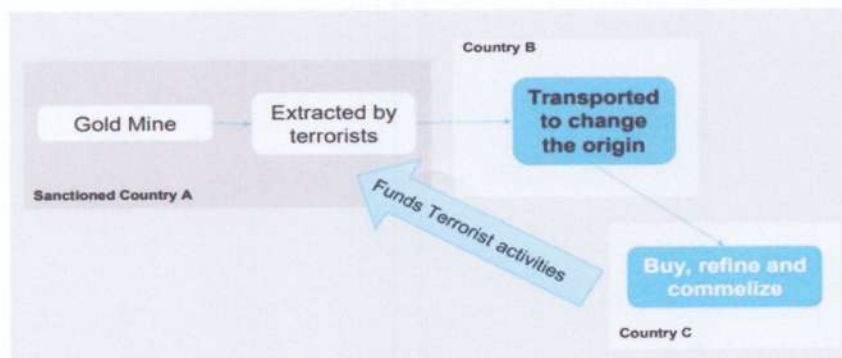 Country B
Transported
to change
the origin
Gold Mine
Extracted by
terrorists
Sanctioned Country A
Funds Terrorist activities
Buy, refine and
commelize
Country C